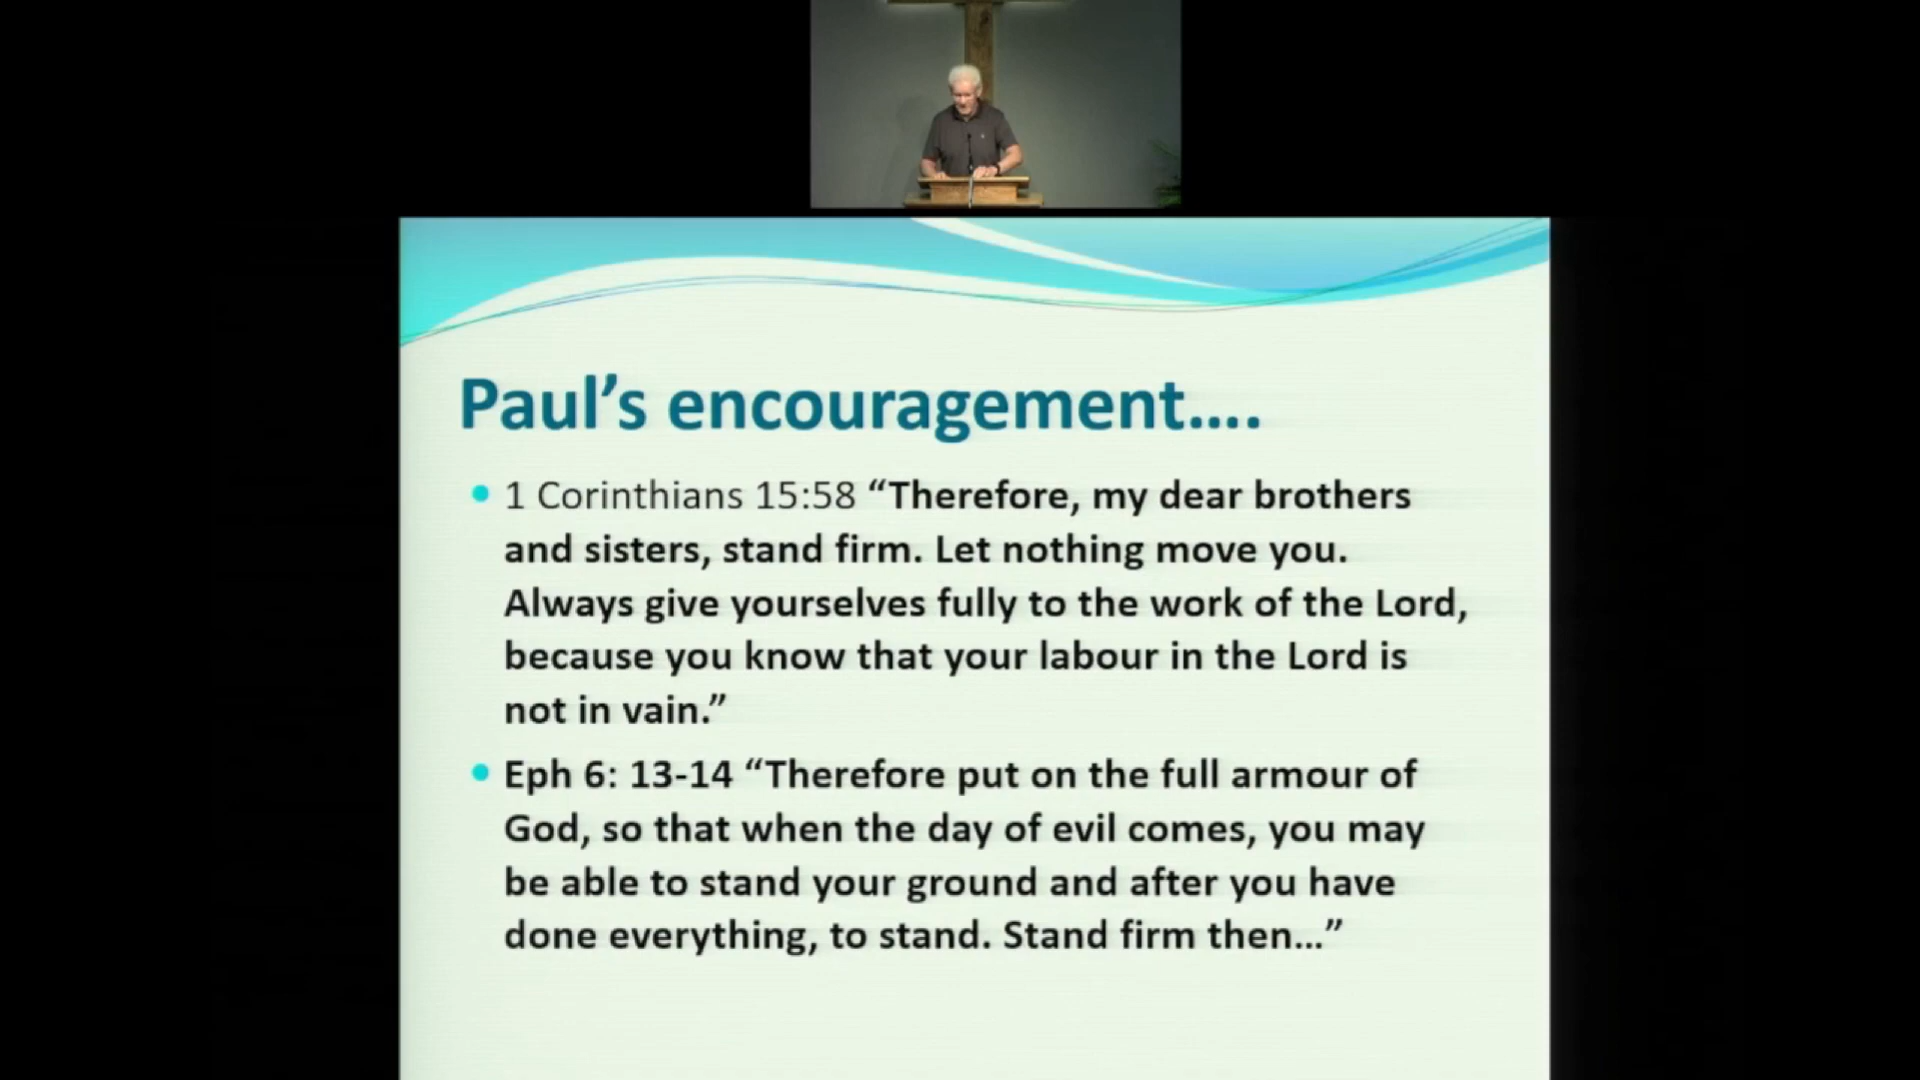 Paul’s encouragement....
• 1 Corinthians 15:58 “Therefore, my dear brothers
and sisters, stand firm. Let nothing move you.
Always give yourselves fully to the work of the Lord,
because you know that your labour in the Lord is
not in vain.”
• Eph 6: 13-14 “Therefore put on the full armour of
God, so that when the day of evil comes, you may
be able to stand your ground and after you have
done everything, to stand. Stand firm then...”